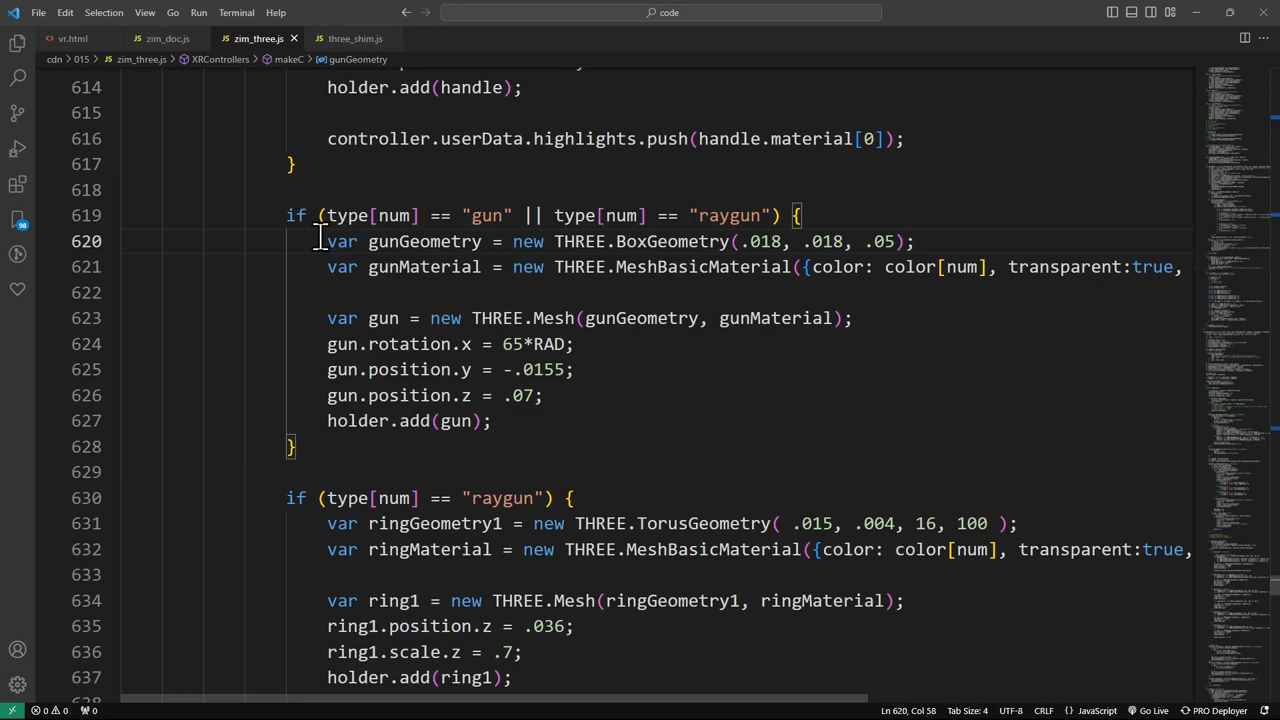 File Edit Selection View Go Run Terminal Help
code
vr.html zim_doc.js zim_three.js three_shim.js
cdn 015 zim_three.js XRControllers makeC gunGeometry
614 holder.add(handle);
615
616 controller.userDat highlights.push(handle.material[0]);
617 }
618
619 if (type[num] == "gun" type[num] == "raygun") {
620 var gunGeometry = new THREE.BoxGeometry(.018, .018, .05);
621 var gunMaterial = new THREE.MeshBasicMaterial({color: color[num], transparent:true,
622
623 var gun = new THREE.Mesh(gunGeometry, gunMaterial);
624 gun.rotation.x = 5*RAD;
625 gun.position.y = .0155;
626 gun.position.z = 07;
627 holder.add(gun);
628 }
629
630 if (type[num] == "raygun") {
631 var ringGeometry1 new THREE.TorusGeometry( .015, .004, 16, 100 );
632 var ringMaterial = new THREE.MeshBasicMaterial({color: color[num], transparent:true,
633
634 var ring1 new THREE.Mesh(ringGeometry1, ringMaterial);
635 ring1.position.z
636 ring1.scale.z = .7;
637 holder.add(ring1);
98
0 0 0 Ln 620, Col 58 Tab Size: 4 UTF-8 CRLF {} JavaScript Go Live PRO Deployer